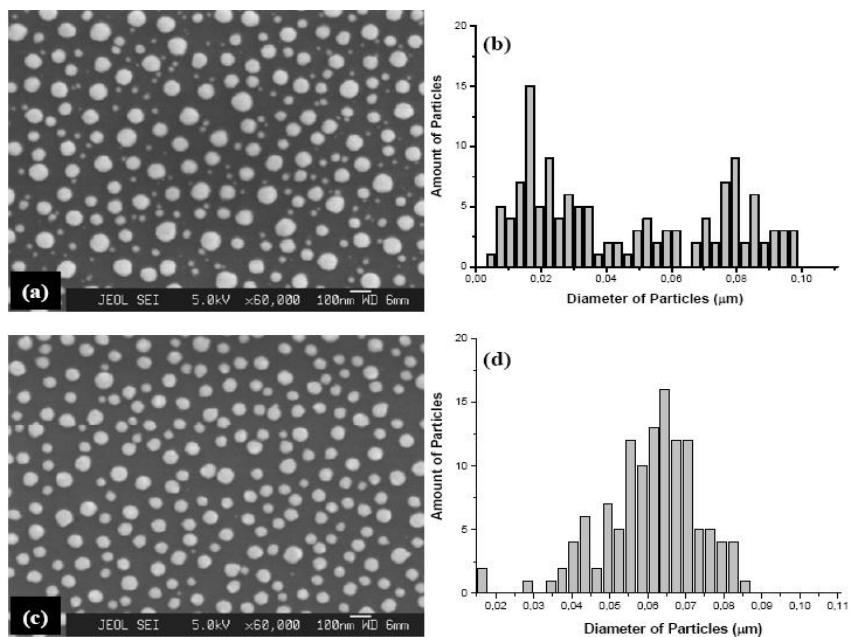 (a)
JEOL SEI 5.0kV ×60,000 100nm WD 6mm
(b)
Amount of Particles
20
15
10
5
0
0,00 0,02 0,04 0,06 0,08 0,10
Diameter of Particles (μm)
(c)
JEOL SEI 5.0kV ×60,000 100nm WD 6mm
(d)
Amount of Particles
20
15
10
5
0
0,02 0,03 0,04 0,05 0,06 0,07 0,08 0,09 0,10 0,11
Diameter of Particles (μm)